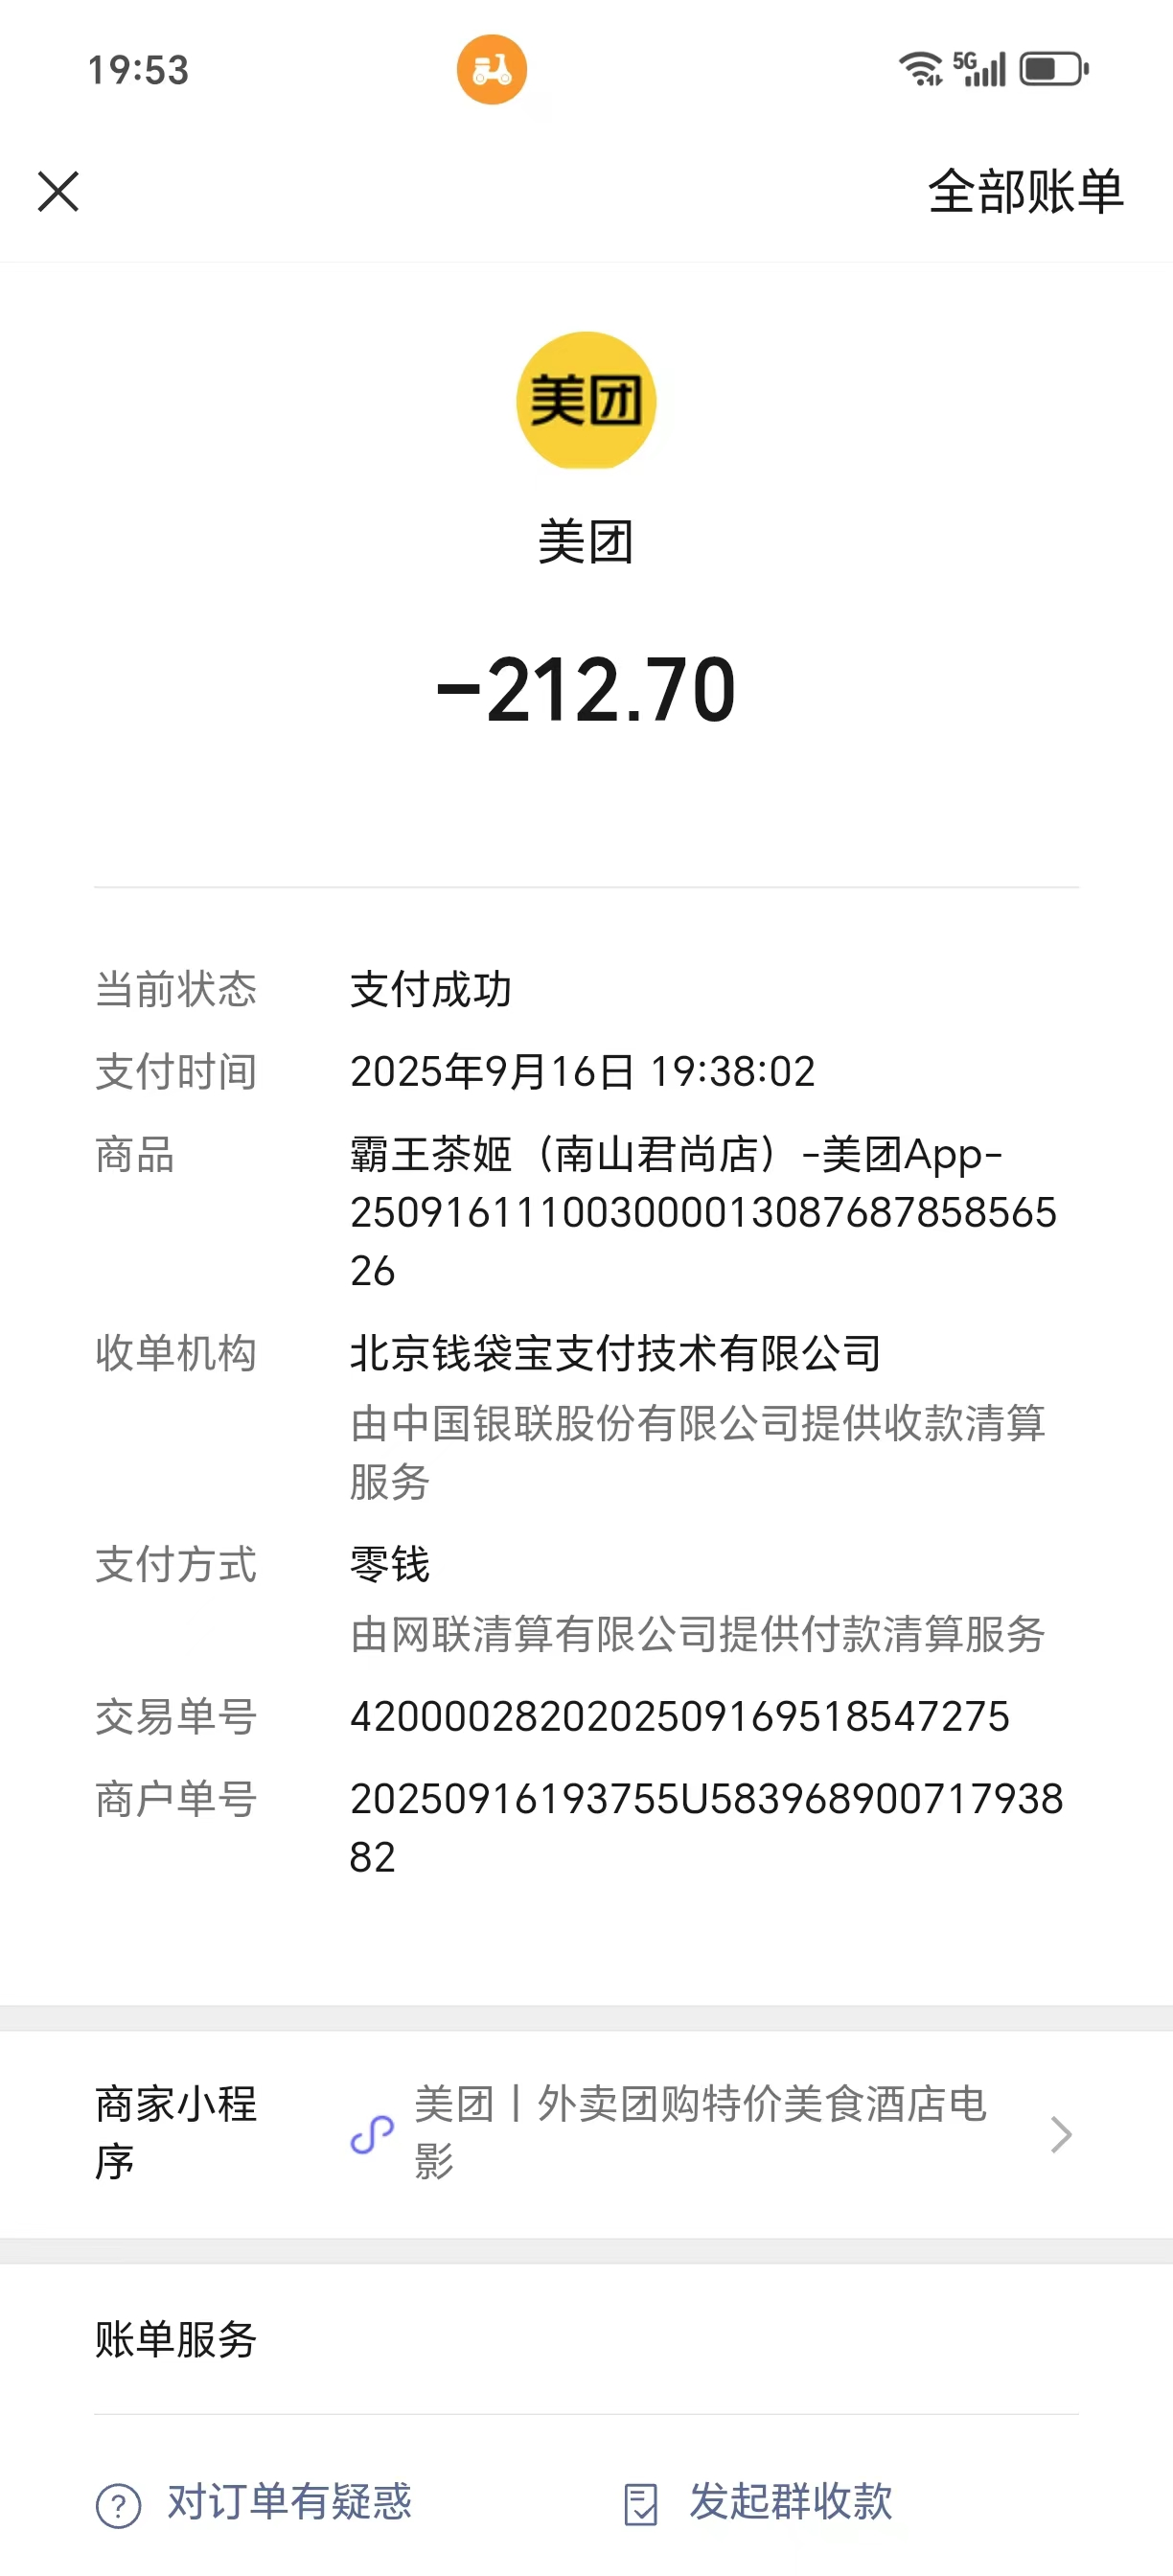 19:53
5G
全部账单
美团
美团
-212.70
当前状态 支付成功
支付时间 2025年9月16日 19:38:02
商品 霸王茶姬（南山君尚店）-美团App-
25091611100300001308768785856​5
26
收单机构 北京钱袋宝支付技术有限公司
由中国银联股份有限公司提供收款清算
服务
支付方式 零钱
由网联清算有限公司提供付款清算服务
交易单号 4200002820202509169518547275
商户单号 20250916193755U583968900717938
82
商家小程
序
美团丨外卖团购特价美食酒店电
影
账单服务
对订单有疑惑 发起群收款